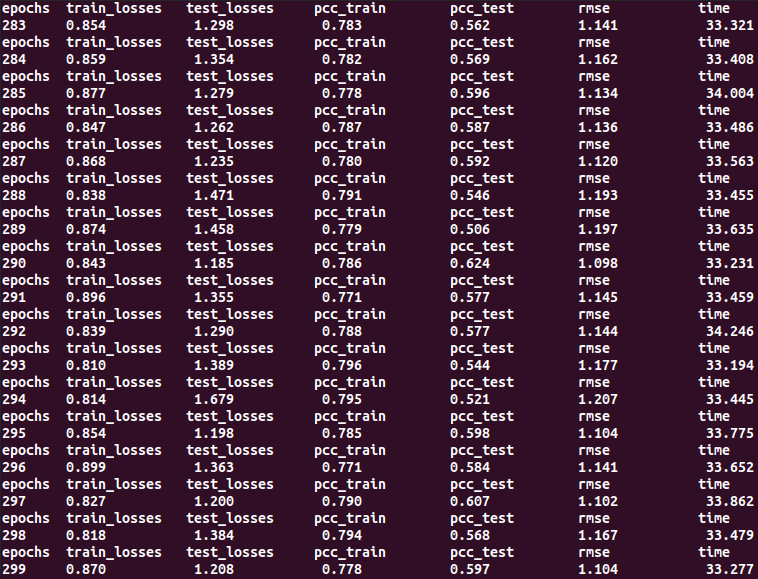 epochs train_losses test_losses pcc_train pcc_test rmse time
283 0.854 1.298 0.783 0.562 1.141 33.321
epochs train_losses test_losses pcc_train pcc_test rmse time
284 0.859 1.354 0.782 0.569 1.162 33.408
epochs train_losses test_losses pcc_train pcc_test rmse time
285 0.877 1.279 0.778 0.596 1.134 34.004
epochs train_losses test_losses pcc_train pcc_test rmse time
286 0.847 1.262 0.787 0.587 1.136 33.486
epochs train_losses test_losses pcc_train pcc_test rmse time
287 0.868 1.235 0.780 0.592 1.120 33.563
epochs train_losses test_losses pcc_train pcc_test rmse time
288 0.838 1.471 0.791 0.546 1.193 33.455
epochs train_losses test_losses pcc_train pcc_test rmse time
289 0.874 1.458 0.779 0.506 1.197 33.635
epochs train_losses test_losses pcc_train pcc_test rmse time
290 0.843 1.185 0.786 0.624 1.098 33.231
epochs train_losses test_losses pcc_train pcc_test rmse time
291 0.896 1.355 0.771 0.577 1.145 33.459
epochs train_losses test_losses pcc_train pcc_test rmse time
292 0.839 1.290 0.788 0.577 1.144 34.246
epochs train_losses test_losses pcc_train pcc_test rmse time
293 0.810 1.389 0.796 0.544 1.177 33.194
epochs train_losses test_losses pcc_train pcc_test rmse time
294 0.814 1.679 0.795 0.521 1.207 33.445
epochs train_losses test_losses pcc_train pcc_test rmse time
295 0.854 1.198 0.785 0.598 1.104 33.775
epochs train_losses test_losses pcc_train pcc_test rmse time
296 0.899 1.363 0.771 0.584 1.141 33.652
epochs train_losses test_losses pcc_train pcc_test rmse time
297 0.827 1.200 0.790 0.607 1.102 33.862
epochs train_losses test_losses pcc_train pcc_test rmse time
298 0.818 1.384 0.794 0.568 1.167 33.479
epochs train_losses test_losses pcc_train pcc_test rmse time
299 0.870 1.208 0.778 0.597 1.104 33.277